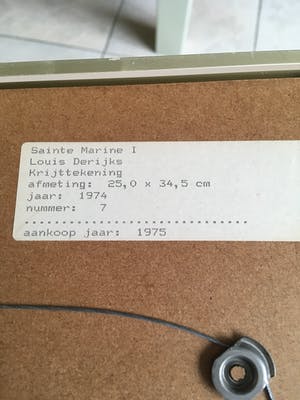 Sainte Marine I
Louis Derijks
Krijttekening
afmeting: 25,0 x 34,5 cm
jaar: 1974
nummer: 7
..............................
aankoop jaar: 1975